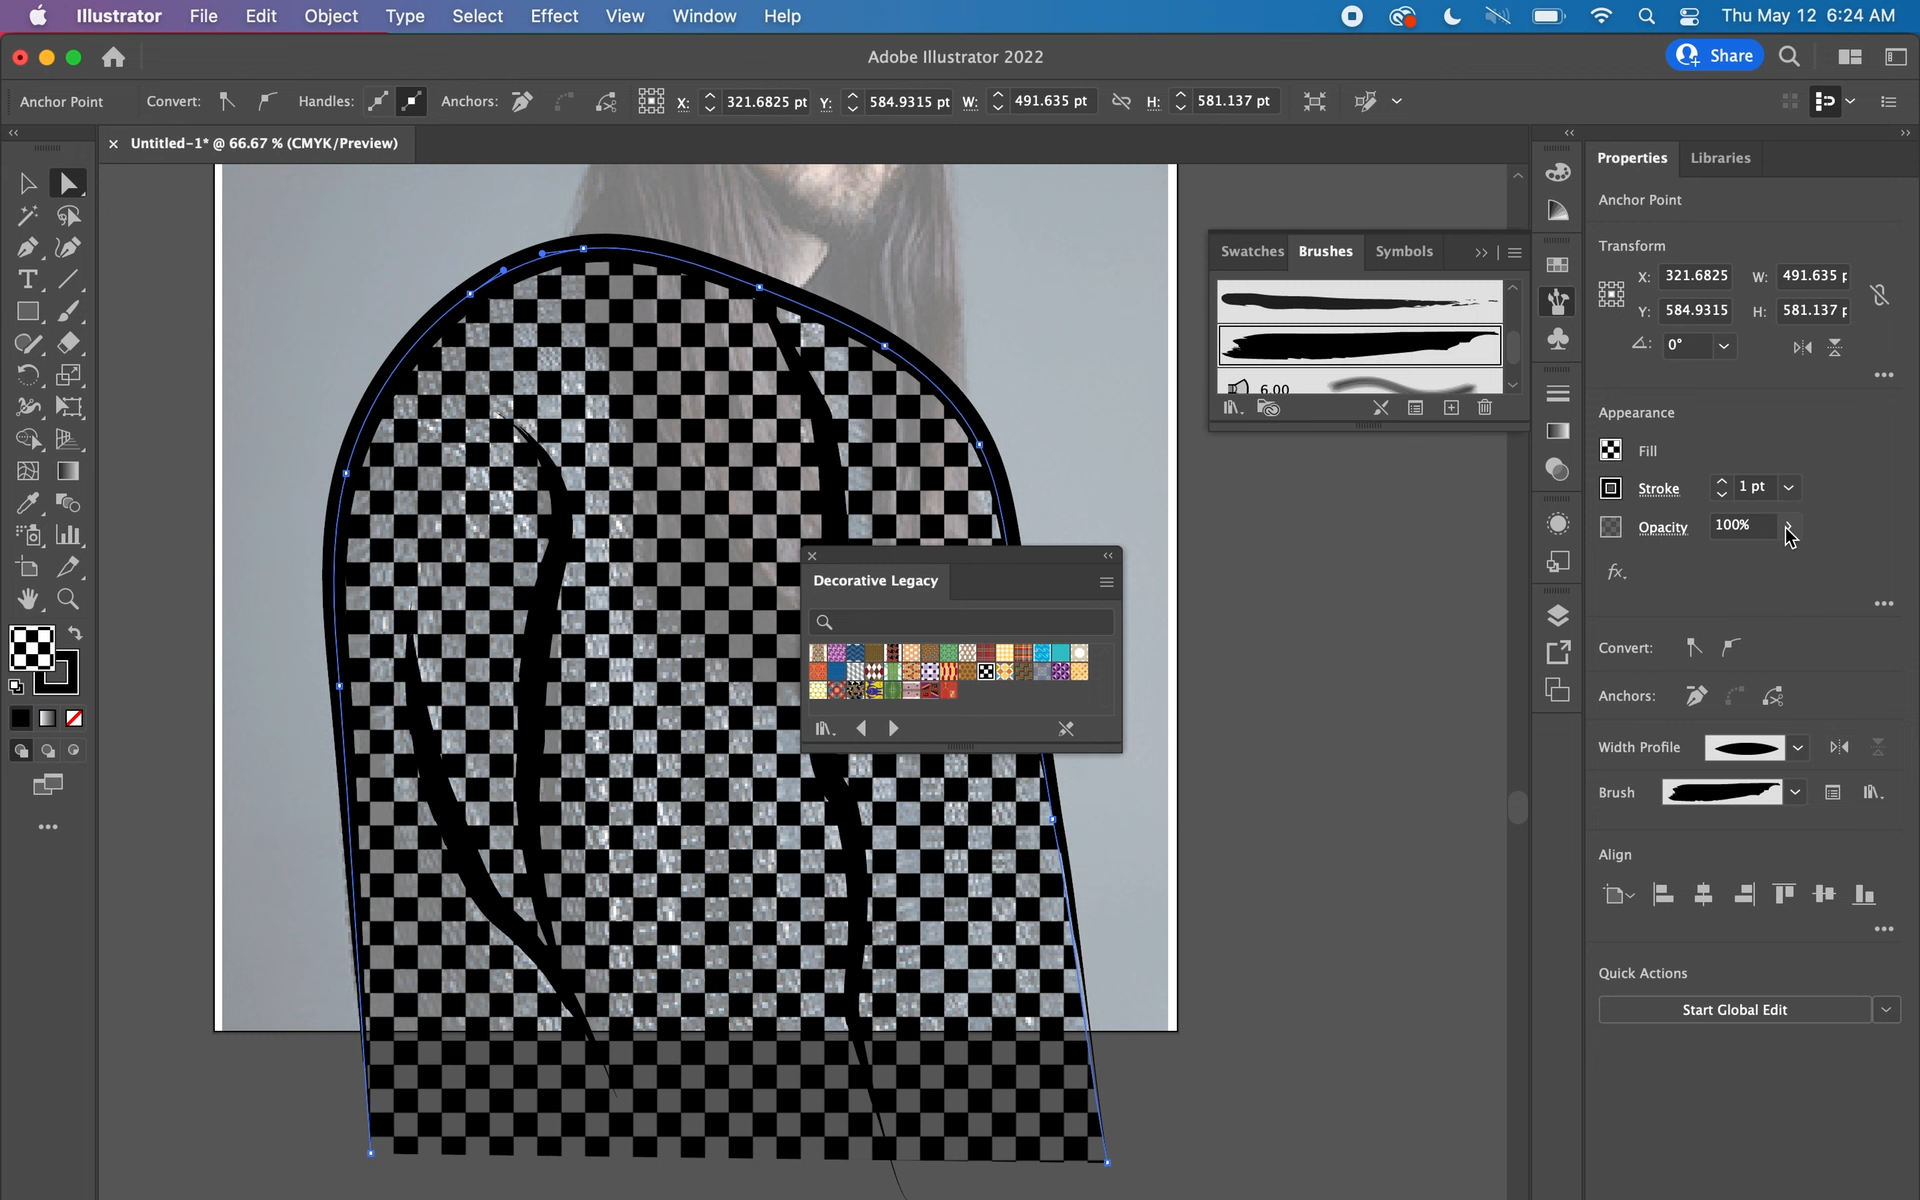 Illustrator File Edit Object Type Select Effect View Window Help Thu May 12 6:24 AM
Adobe Illustrator 2022
Share
Anchor Point Convert: Handles: Anchors: X: 321.6825 pt Y: 584.9315 pt W: 491.635 pt H: 581.137 pt
Untitled-1* @ 66.67 % (CMYK/Preview)
Properties Libraries
Anchor Point
Transform
X: 321.6825 W: 491.635 p
Y: 584.9315 H: 581.137 p
0°
Appearance
Fill
Stroke 1 pt
Opacity 100%
fx.
Convert:
Anchors:
Width Profile
Brush
Align
Quick Actions
Start Global Edit
Swatches Brushes Symbols
6.00
Decorative Legacy